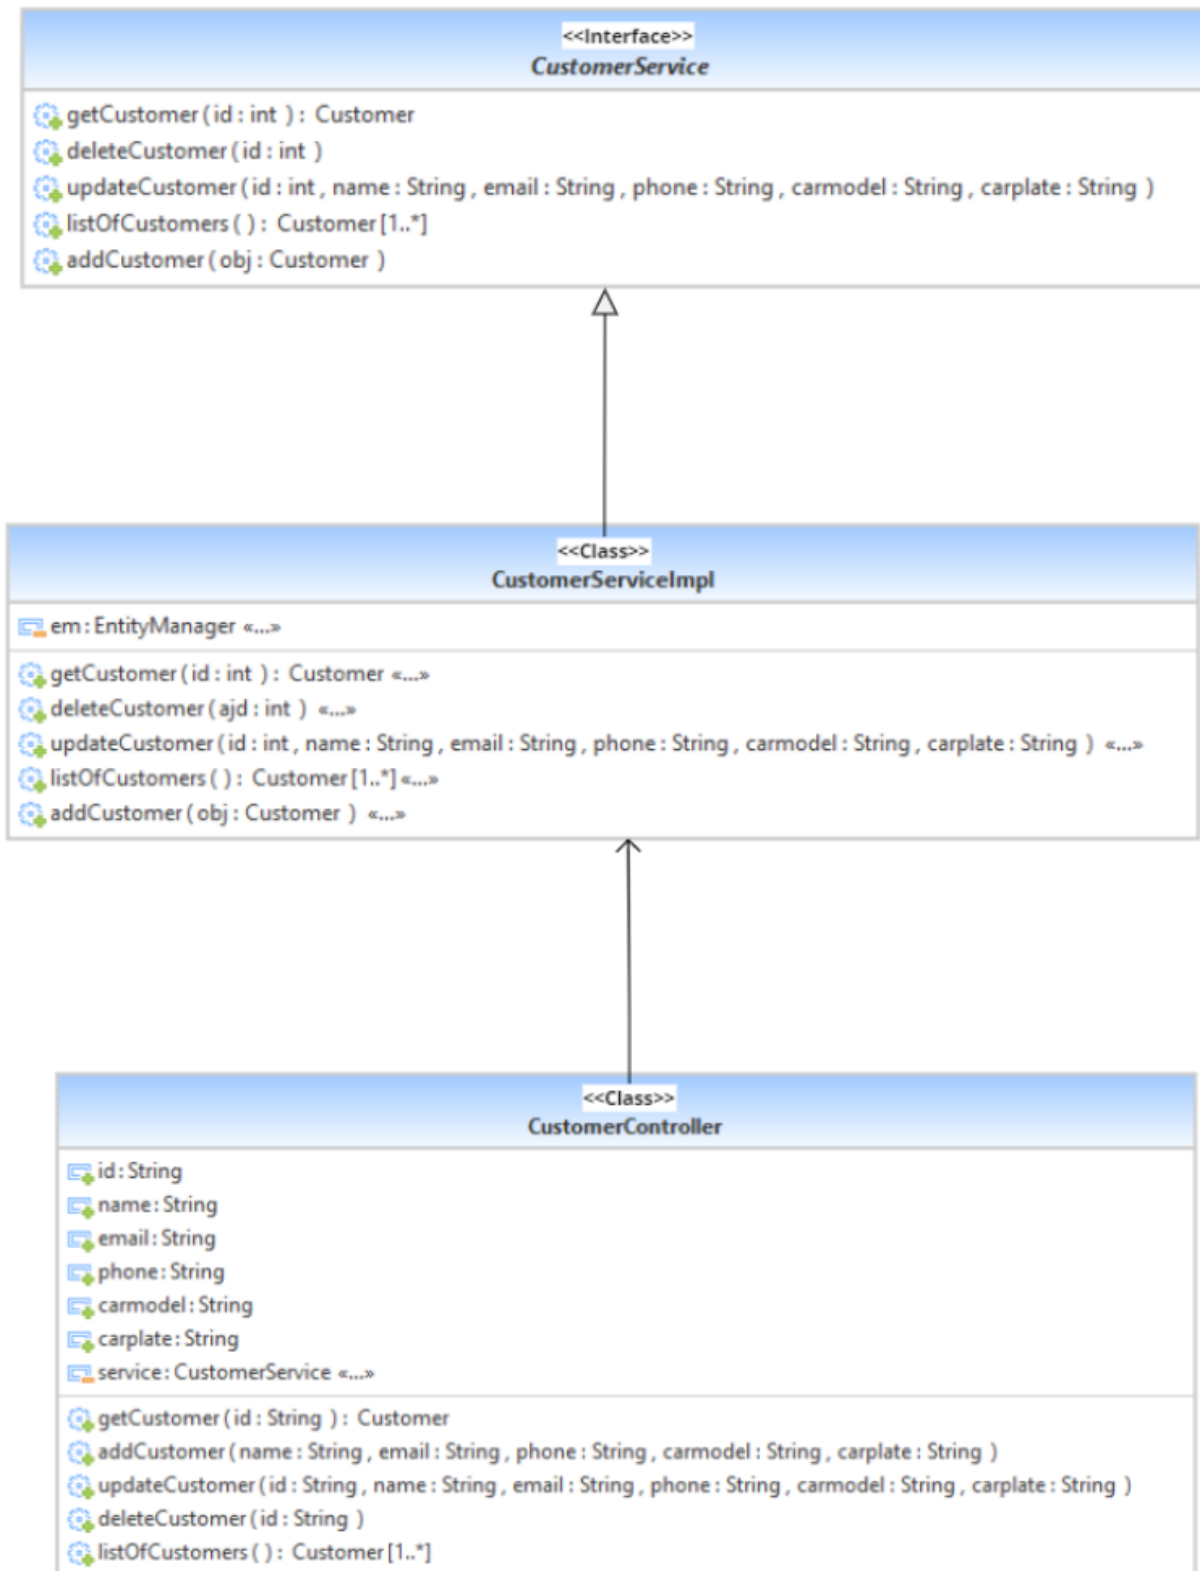 <<Interface>>
CustomerService
getCustomer ( id : int ) : Customer
deleteCustomer ( id : int )
updateCustomer ( id : int , name : String , email : String , phone : String , carmodel : String , carplate : String )
listOfCustomers ( ) : Customer [1..*]
addCustomer ( obj : Customer )
<<Class>>
CustomerServiceImpl
em : EntityManager «...»
getCustomer ( id : int ) : Customer «...»
deleteCustomer ( ajd : int ) «...»
updateCustomer ( id : int , name : String , email : String , phone : String , carmodel : String , carplate : String ) «...»
listOfCustomers ( ) : Customer [1..*] «...»
addCustomer ( obj : Customer ) «...»
<<Class>>
CustomerController
id : String
name : String
email : String
phone : String
carmodel : String
carplate : String
service : CustomerService «...»
getCustomer ( id : String ) : Customer
addCustomer ( name : String , email : String , phone : String , carmodel : String , carplate : String )
updateCustomer ( id : String , name : String , email : String , phone : String , carmodel : String , carplate : String )
deleteCustomer ( id : String )
listOfCustomers ( ) : Customer [1..*]